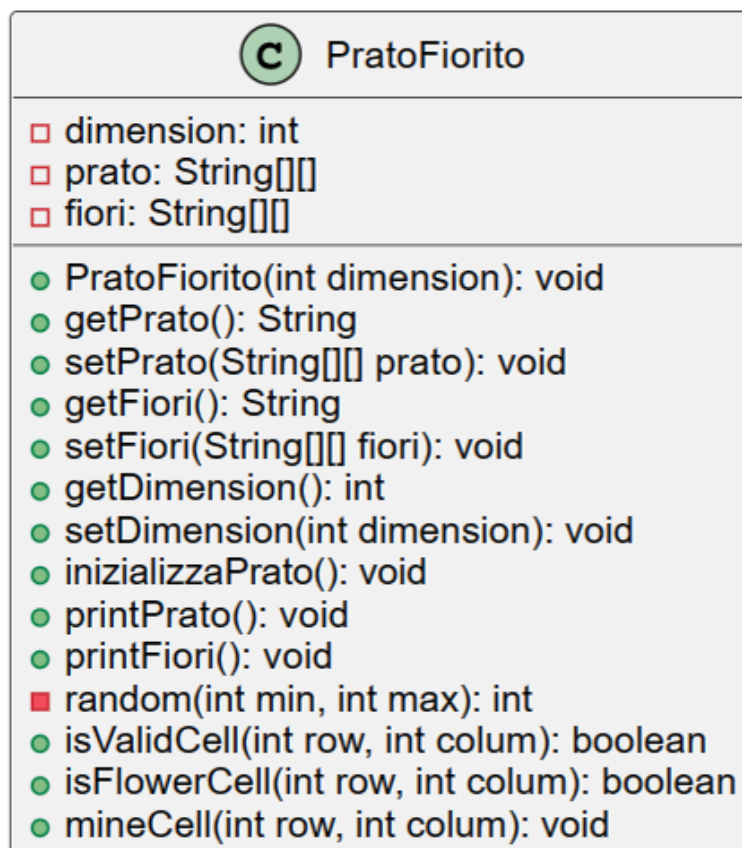 C PratoFiorito
dimension: int
prato: String[][]
fiori: String[][]
PratoFiorito(int dimension): void
getPrato(): String
setPrato(String[][] prato): void
getFiori(): String
setFiori(String[][] fiori): void
getDimension(): int
setDimension(int dimension): void
inizializzaPrato(): void
printPrato(): void
printFiori(): void
random(int min, int max): int
isValidCell(int row, int colum): boolean
isFlowerCell(int row, int colum): boolean
mineCell(int row, int colum): void